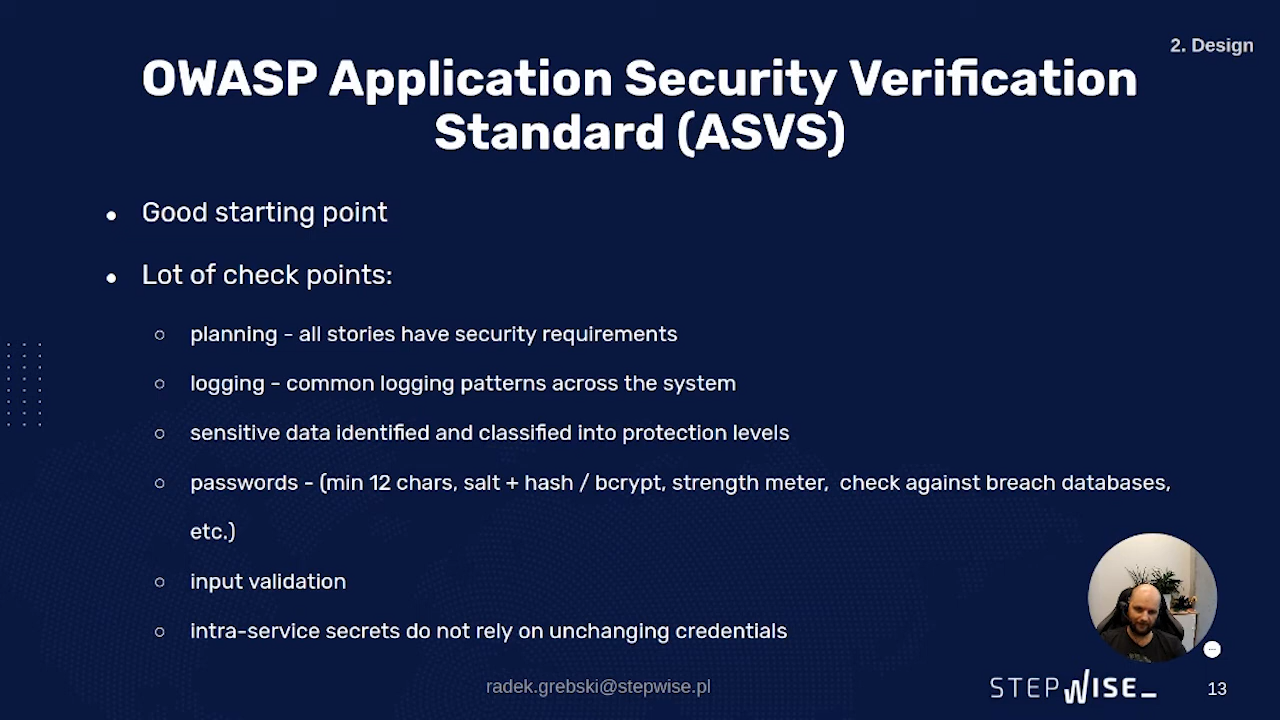 2. Design
OWASP Application Security Verification
Standard (ASVS)
● Good starting point
● Lot of check points:
○ planning - all stories have security requirements
○ logging - common logging patterns across the system
○ sensitive data identified and classified into protection levels
○ passwords - (min 12 chars, salt + hash / bcrypt, strength meter,  check against breach databases,
etc.)
○ input validation
○ intra-service secrets do not rely on unchanging credentials
radek.grebski@stepwise.pl
STEPWISE_
13